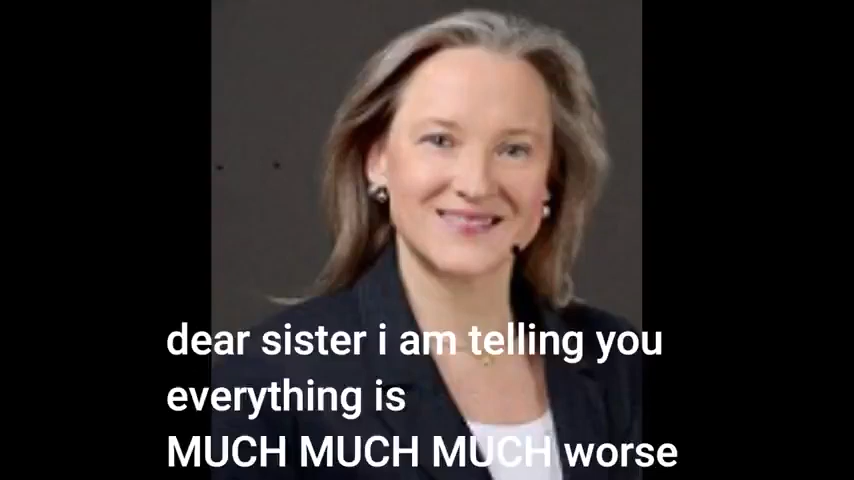 dear sister i am telling you
everything is
MUCH MUCH MUCH worse